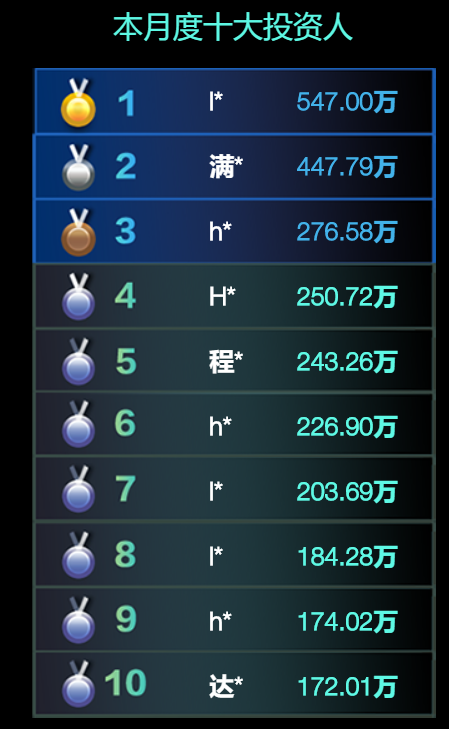 本月度十大投资人
1 l* 547.00万
2 满* 447.79万
3 h* 276.58万
4 H* 250.72万
5 程* 243.26万
6 h* 226.90万
7 l* 203.69万
8 l* 184.28万
9 h* 174.02万
10 达* 172.01万